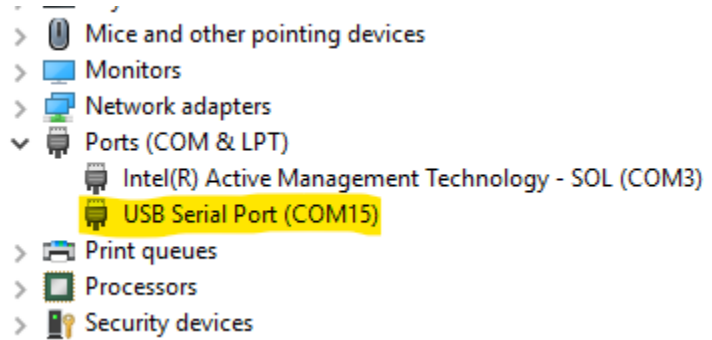 Mice and other pointing devices
Monitors
Network adapters
Ports (COM & LPT)
Intel(R) Active Management Technology - SOL (COM3)
USB Serial Port (COM15)
Print queues
Processors
Security devices